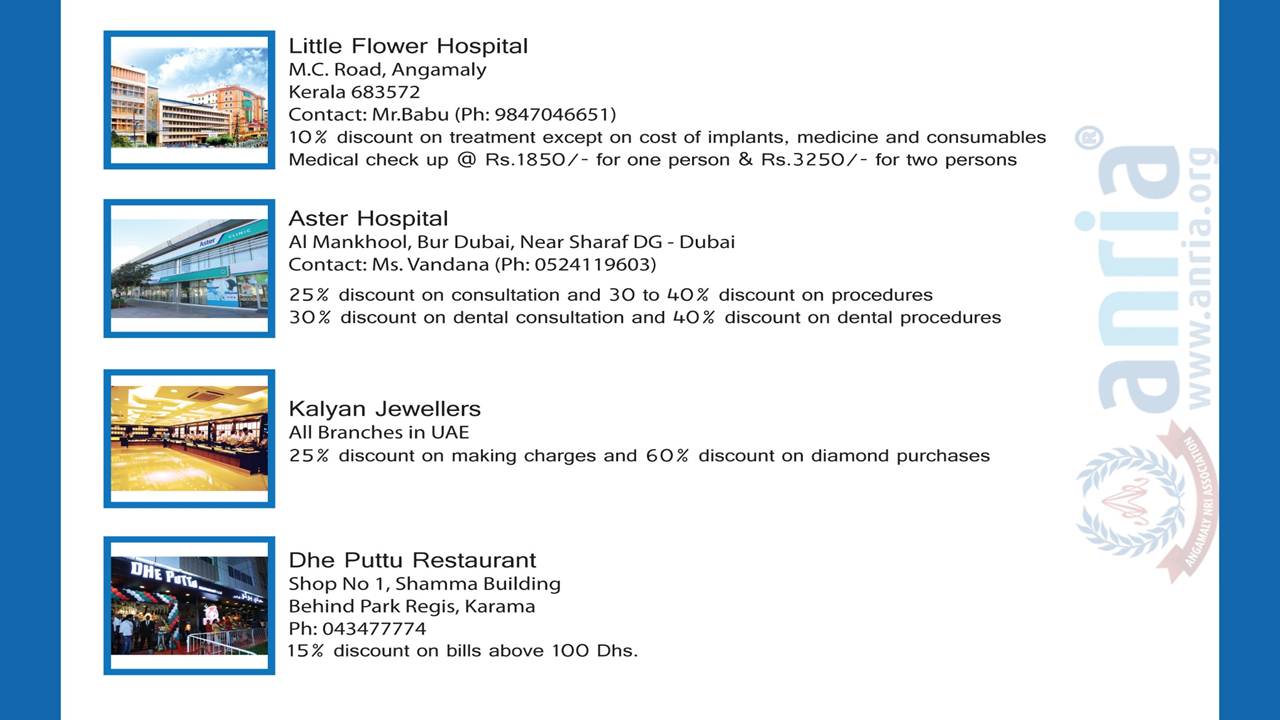 Little Flower Hospital
M.C. Road, Angamaly
Kerala 683572
Contact: Mr.Babu (Ph: 9847046651)
10% discount on treatment except on cost of implants, medicine and consumables
Medical check up @ Rs.1850/- for one person & Rs.3250/- for two persons
Aster CLINIC
Aster Hospital
Al Mankhool, Bur Dubai, Near Sharaf DG - Dubai
Contact: Ms. Vandana (Ph: 0524119603)
25% discount on consultation and 30 to 40% discount on procedures
30% discount on dental consultation and 40% discount on dental procedures
Kalyan Jewellers
All Branches in UAE
25% discount on making charges and 60% discount on diamond purchases
DHE PUTTU
Dhe Puttu Restaurant
Shop No 1, Shamma Building
Behind Park Regis, Karama
Ph: 043477774
15% discount on bills above 100 Dhs.
anria®
www.anria.org
ANGAMALY NRI ASSOCIATION